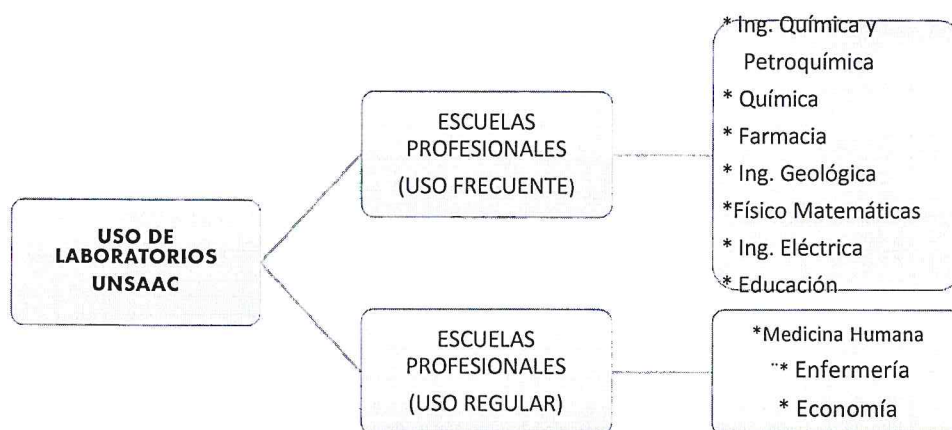 USO DE
LABORATORIOS
UNSAAC
ESCUELAS
PROFESIONALES
(USO FRECUENTE)
* Ing. Química y
Petroquímica
* Química
* Farmacia
* Ing. Geológica
*Físico Matemáticas
* Ing. Eléctrica
* Educación
ESCUELAS
PROFESIONALES
(USO REGULAR)
*Medicina Humana
* Enfermería
* Economía